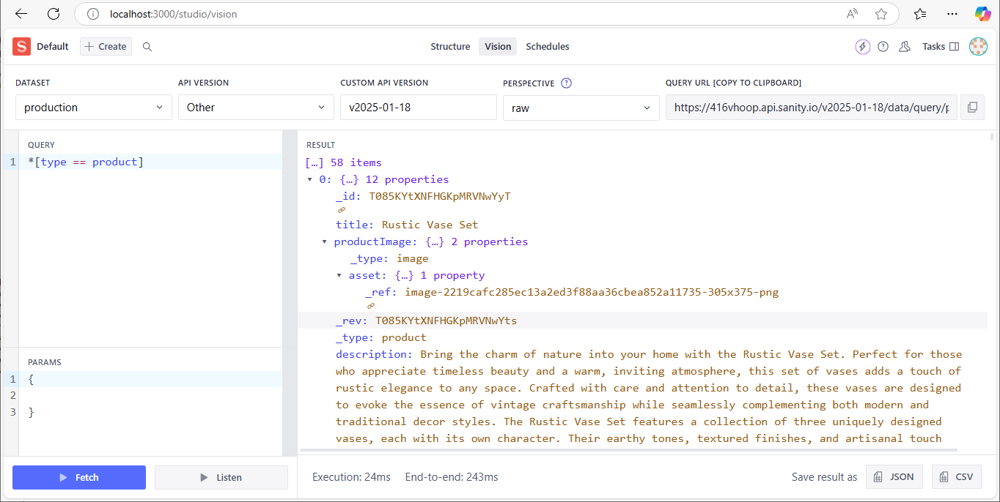 localhost:3000/studio/vision
S Default + Create Structure Vision Schedules Tasks
DATASET API VERSION CUSTOM API VERSION PERSPECTIVE ? QUERY URL [COPY TO CLIPBOARD]
production Other v2025-01-18 raw https://416vhoop.api.sanity.io/v2025-01-18/data/query/p
QUERY
1 *[type == product]
PARAMS
1 {
2
3 }
RESULT
[…] 58 items
0: {…} 12 properties
_id: T085KYtXNFHGKpMRVNwYyT
title: Rustic Vase Set
productImage: {…} 2 properties
_type: image
asset: {…} 1 property
_ref: image-2219cafc285ec13a2ed3f88aa36cbea852a11735-305x375-png
_rev: T085KYtXNFHGKpMRVNwYts
_type: product
description: Bring the charm of nature into your home with the Rustic Vase Set. Perfect for those
who appreciate timeless beauty and a warm, inviting atmosphere, this set of vases adds a touch of
rustic elegance to any space. Crafted with care and attention to detail, these vases are designed
to evoke the essence of vintage craftsmanship while seamlessly complementing both modern and
traditional decor styles. The Rustic Vase Set features a collection of three uniquely designed
vases, each with its own character. Their earthy tones, textured finishes, and artisanal touch
Fetch Listen Execution: 24ms End-to-end: 243ms Save result as JSON CSV